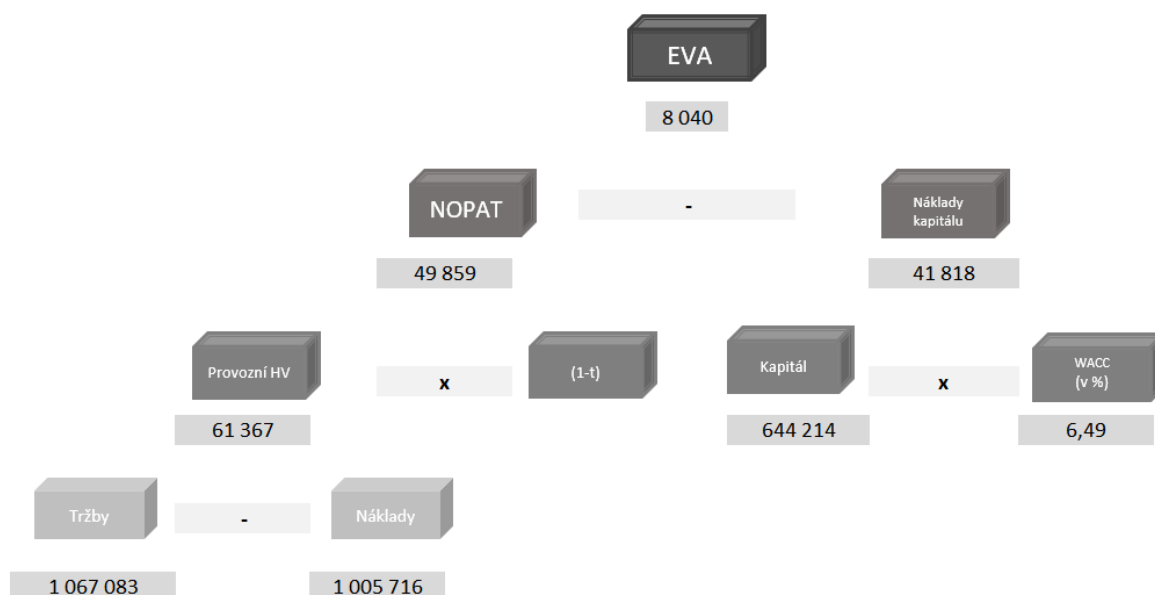 EVA
8 040
NOPAT
-
Náklady
kapitálu
49 859
41 818
Provozní HV
x
(1-t)
Kapitál
x
WACC
(v %)
61 367
644 214
6,49
Tržby
-
Náklady
1 067 083
1 005 716